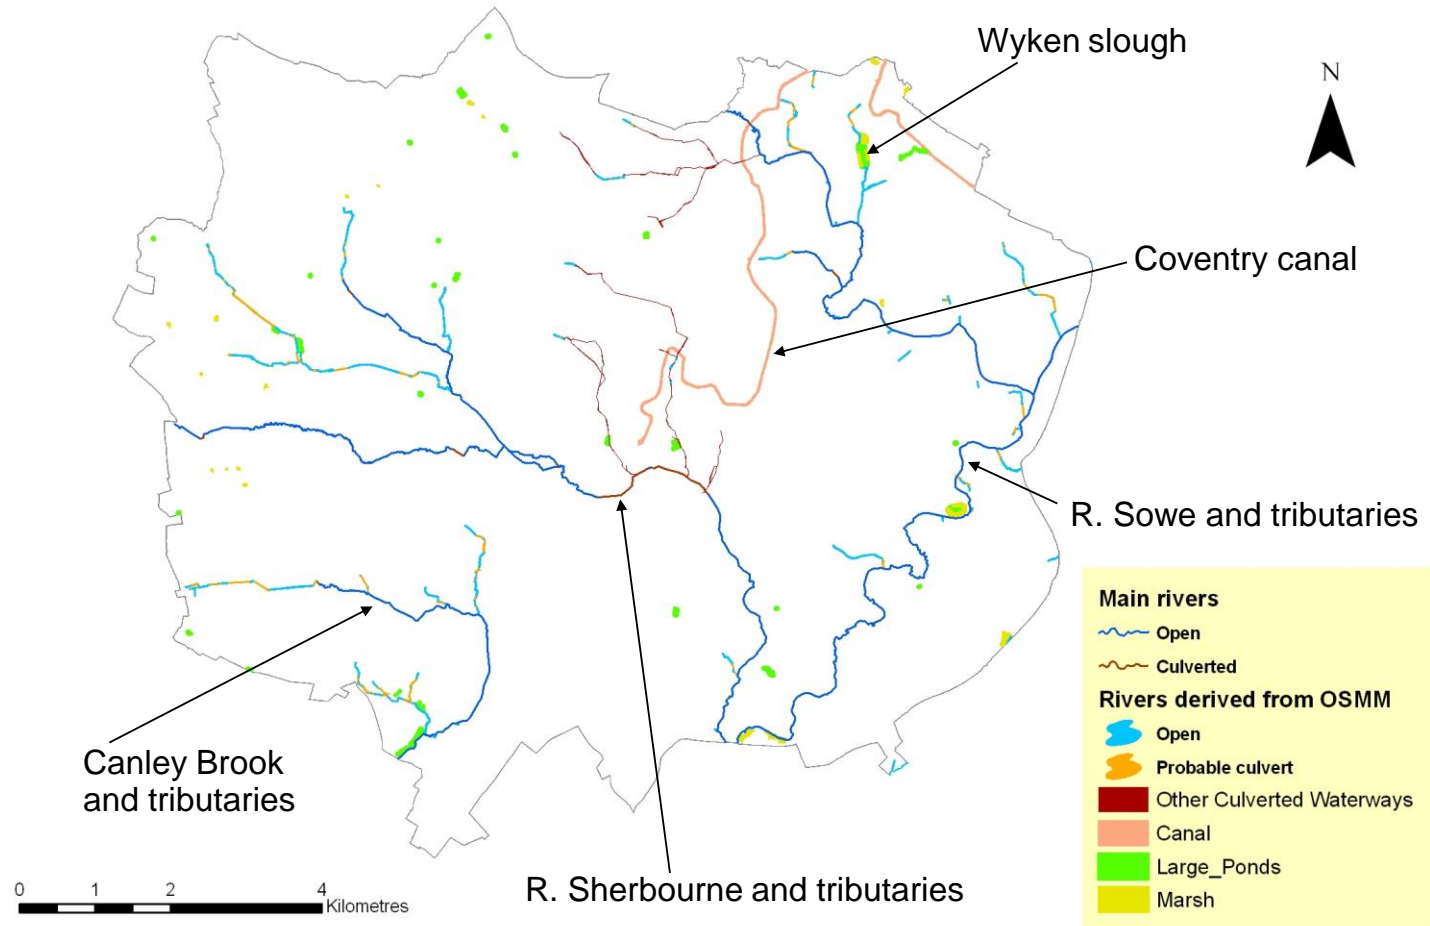 Wyken slough
N
Coventry canal
R. Sowe and tributaries
Canley Brook
and tributaries
R. Sherbourne and tributaries
0 1 2 4
Kilometres
Main rivers
Open
Culverted
Rivers derived from OSMM
Open
Probable culvert
Other Culverted Waterways
Canal
Large_Ponds
Marsh